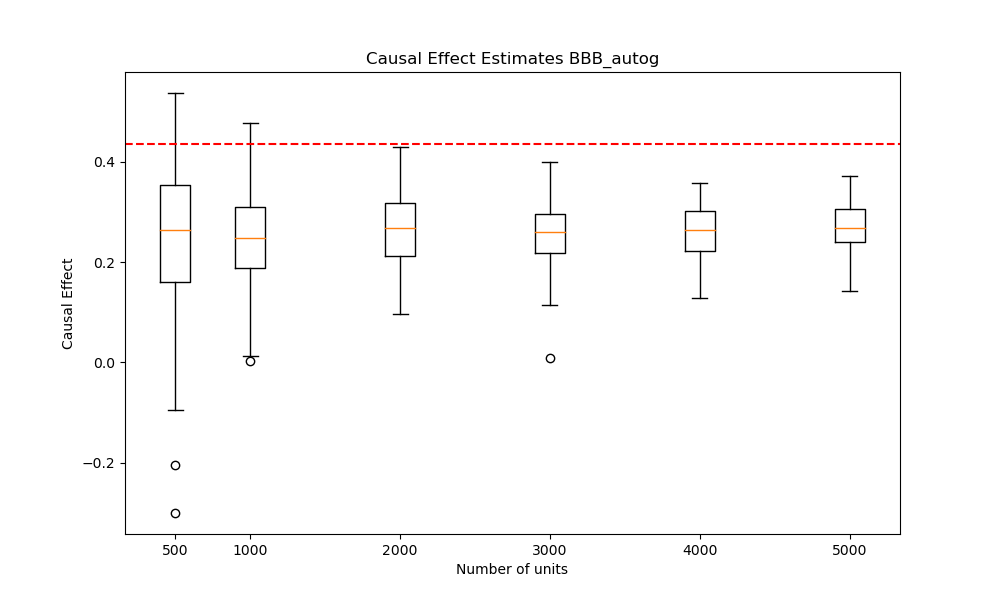 Causal Effect Estimates BBB_autog
0.4
0.2
0.0
−0.2
Causal Effect
500 1000 2000 3000 4000 5000
Number of units